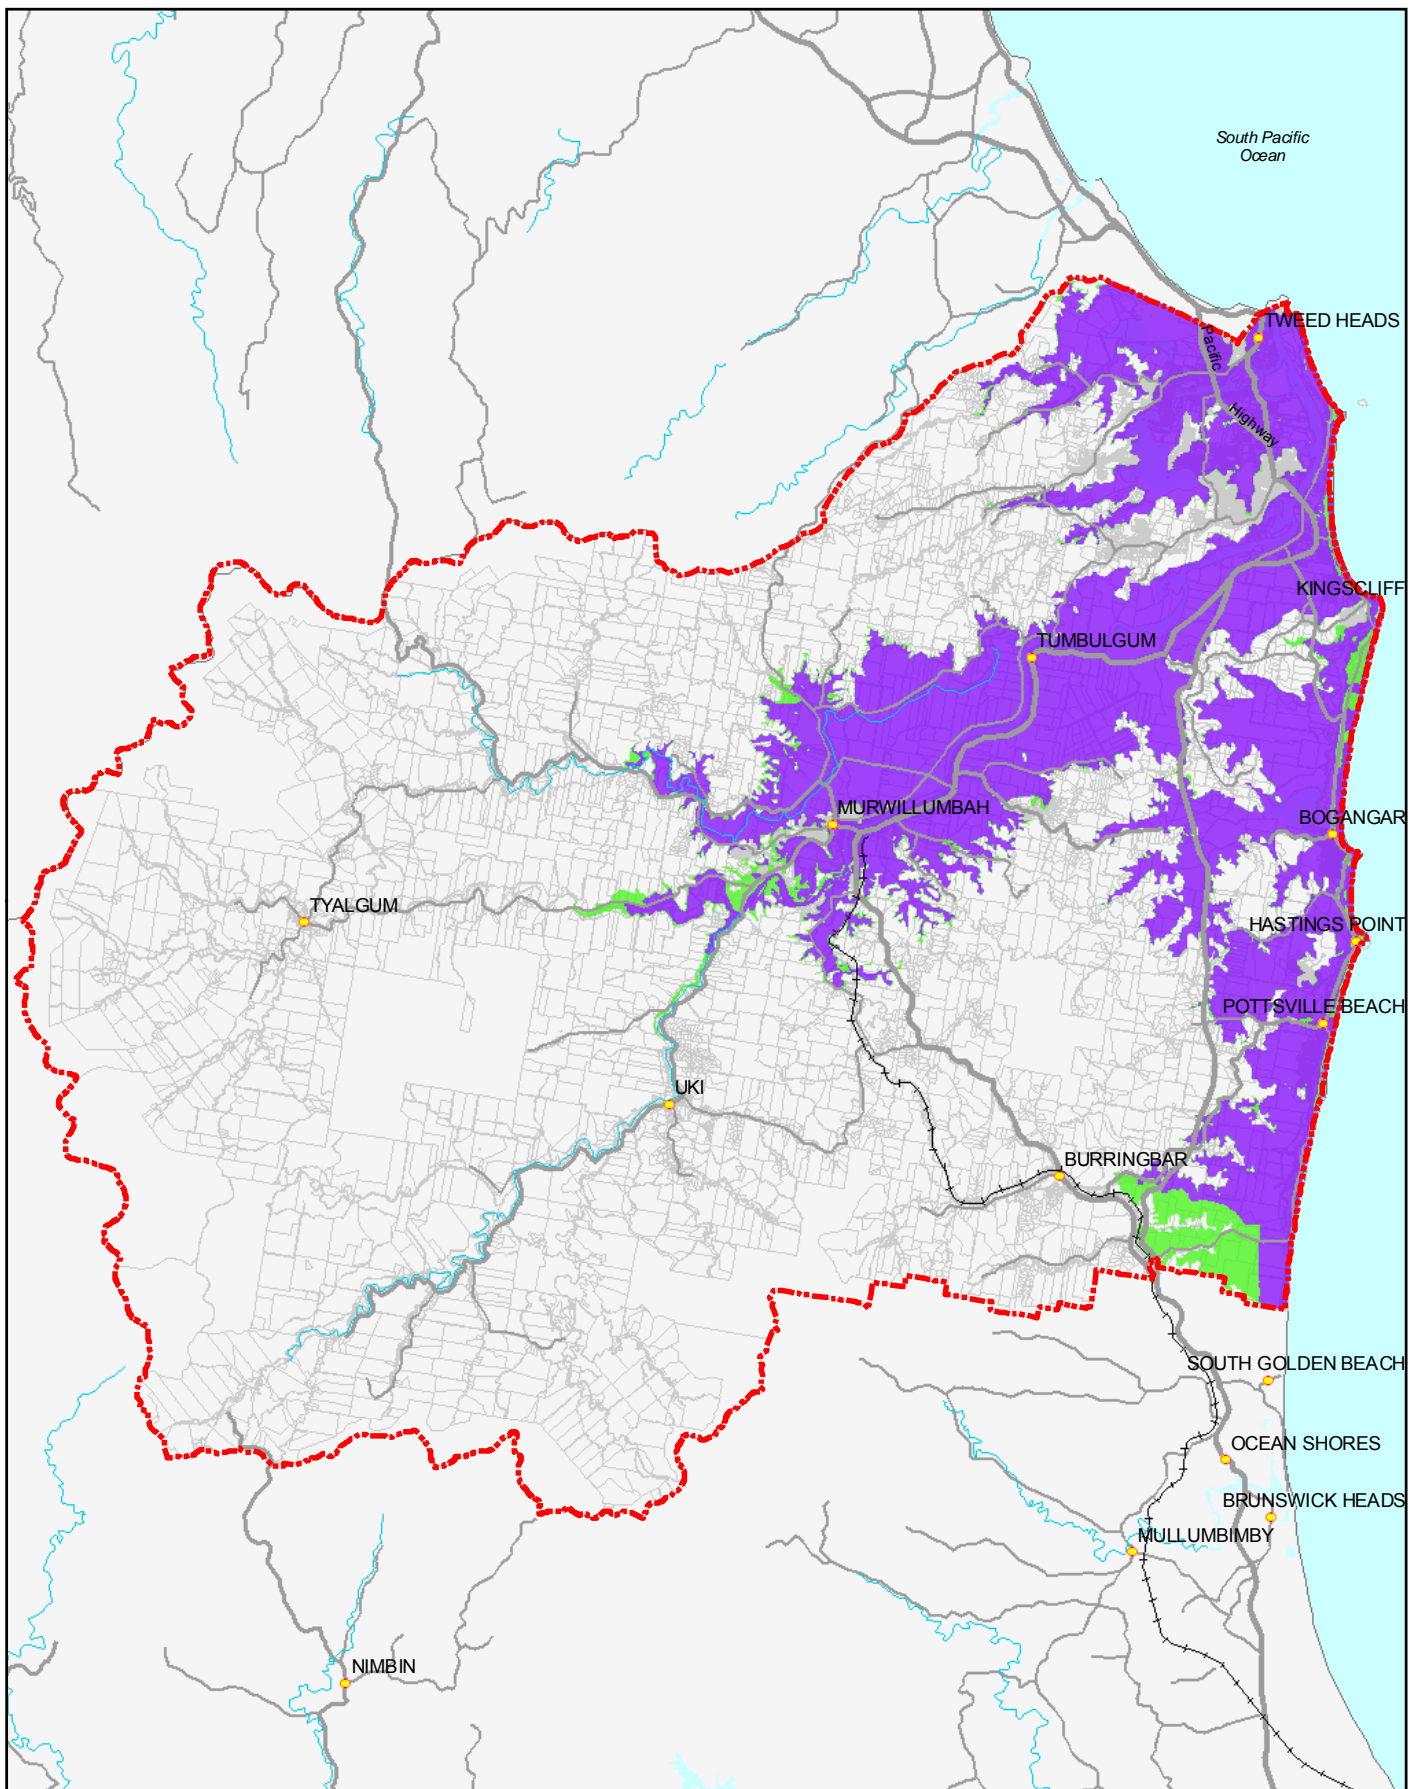 South Pacific
Ocean
TWEED HEADS
Pacific
Highway
KINGSCLIFF
TUMBULGUM
MURWILLUMBAH
BOGANGAR
TYALGUM
HASTINGS POINT
POTTSVILLE BEACH
UKI
BURRINGBAR
SOUTH GOLDEN BEACH
OCEAN SHORES
BRUNSWICK HEADS
MULLUMBIMBY
NIMBIN